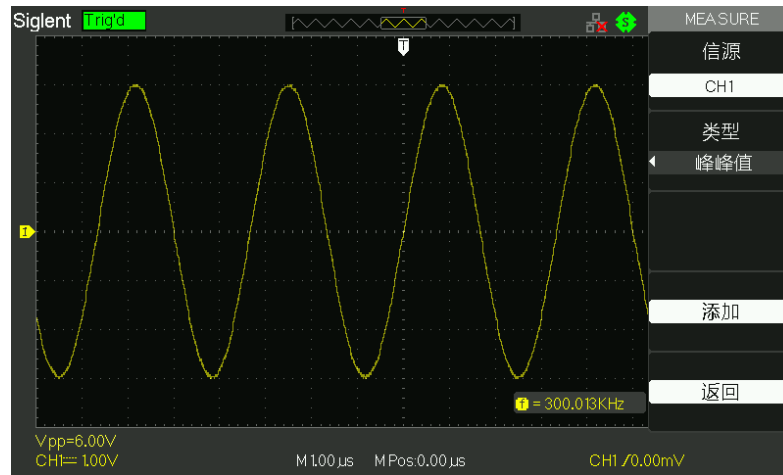 Siglent Trig'd
T
S
MEASURE
信源
CH1
类型
峰峰值
添加
返回
1
f = 300.013KHz
Vpp=6.00V
CH1 1.00V
M 1.00 µs M Pos:0.00 µs
CH1 0.00mV